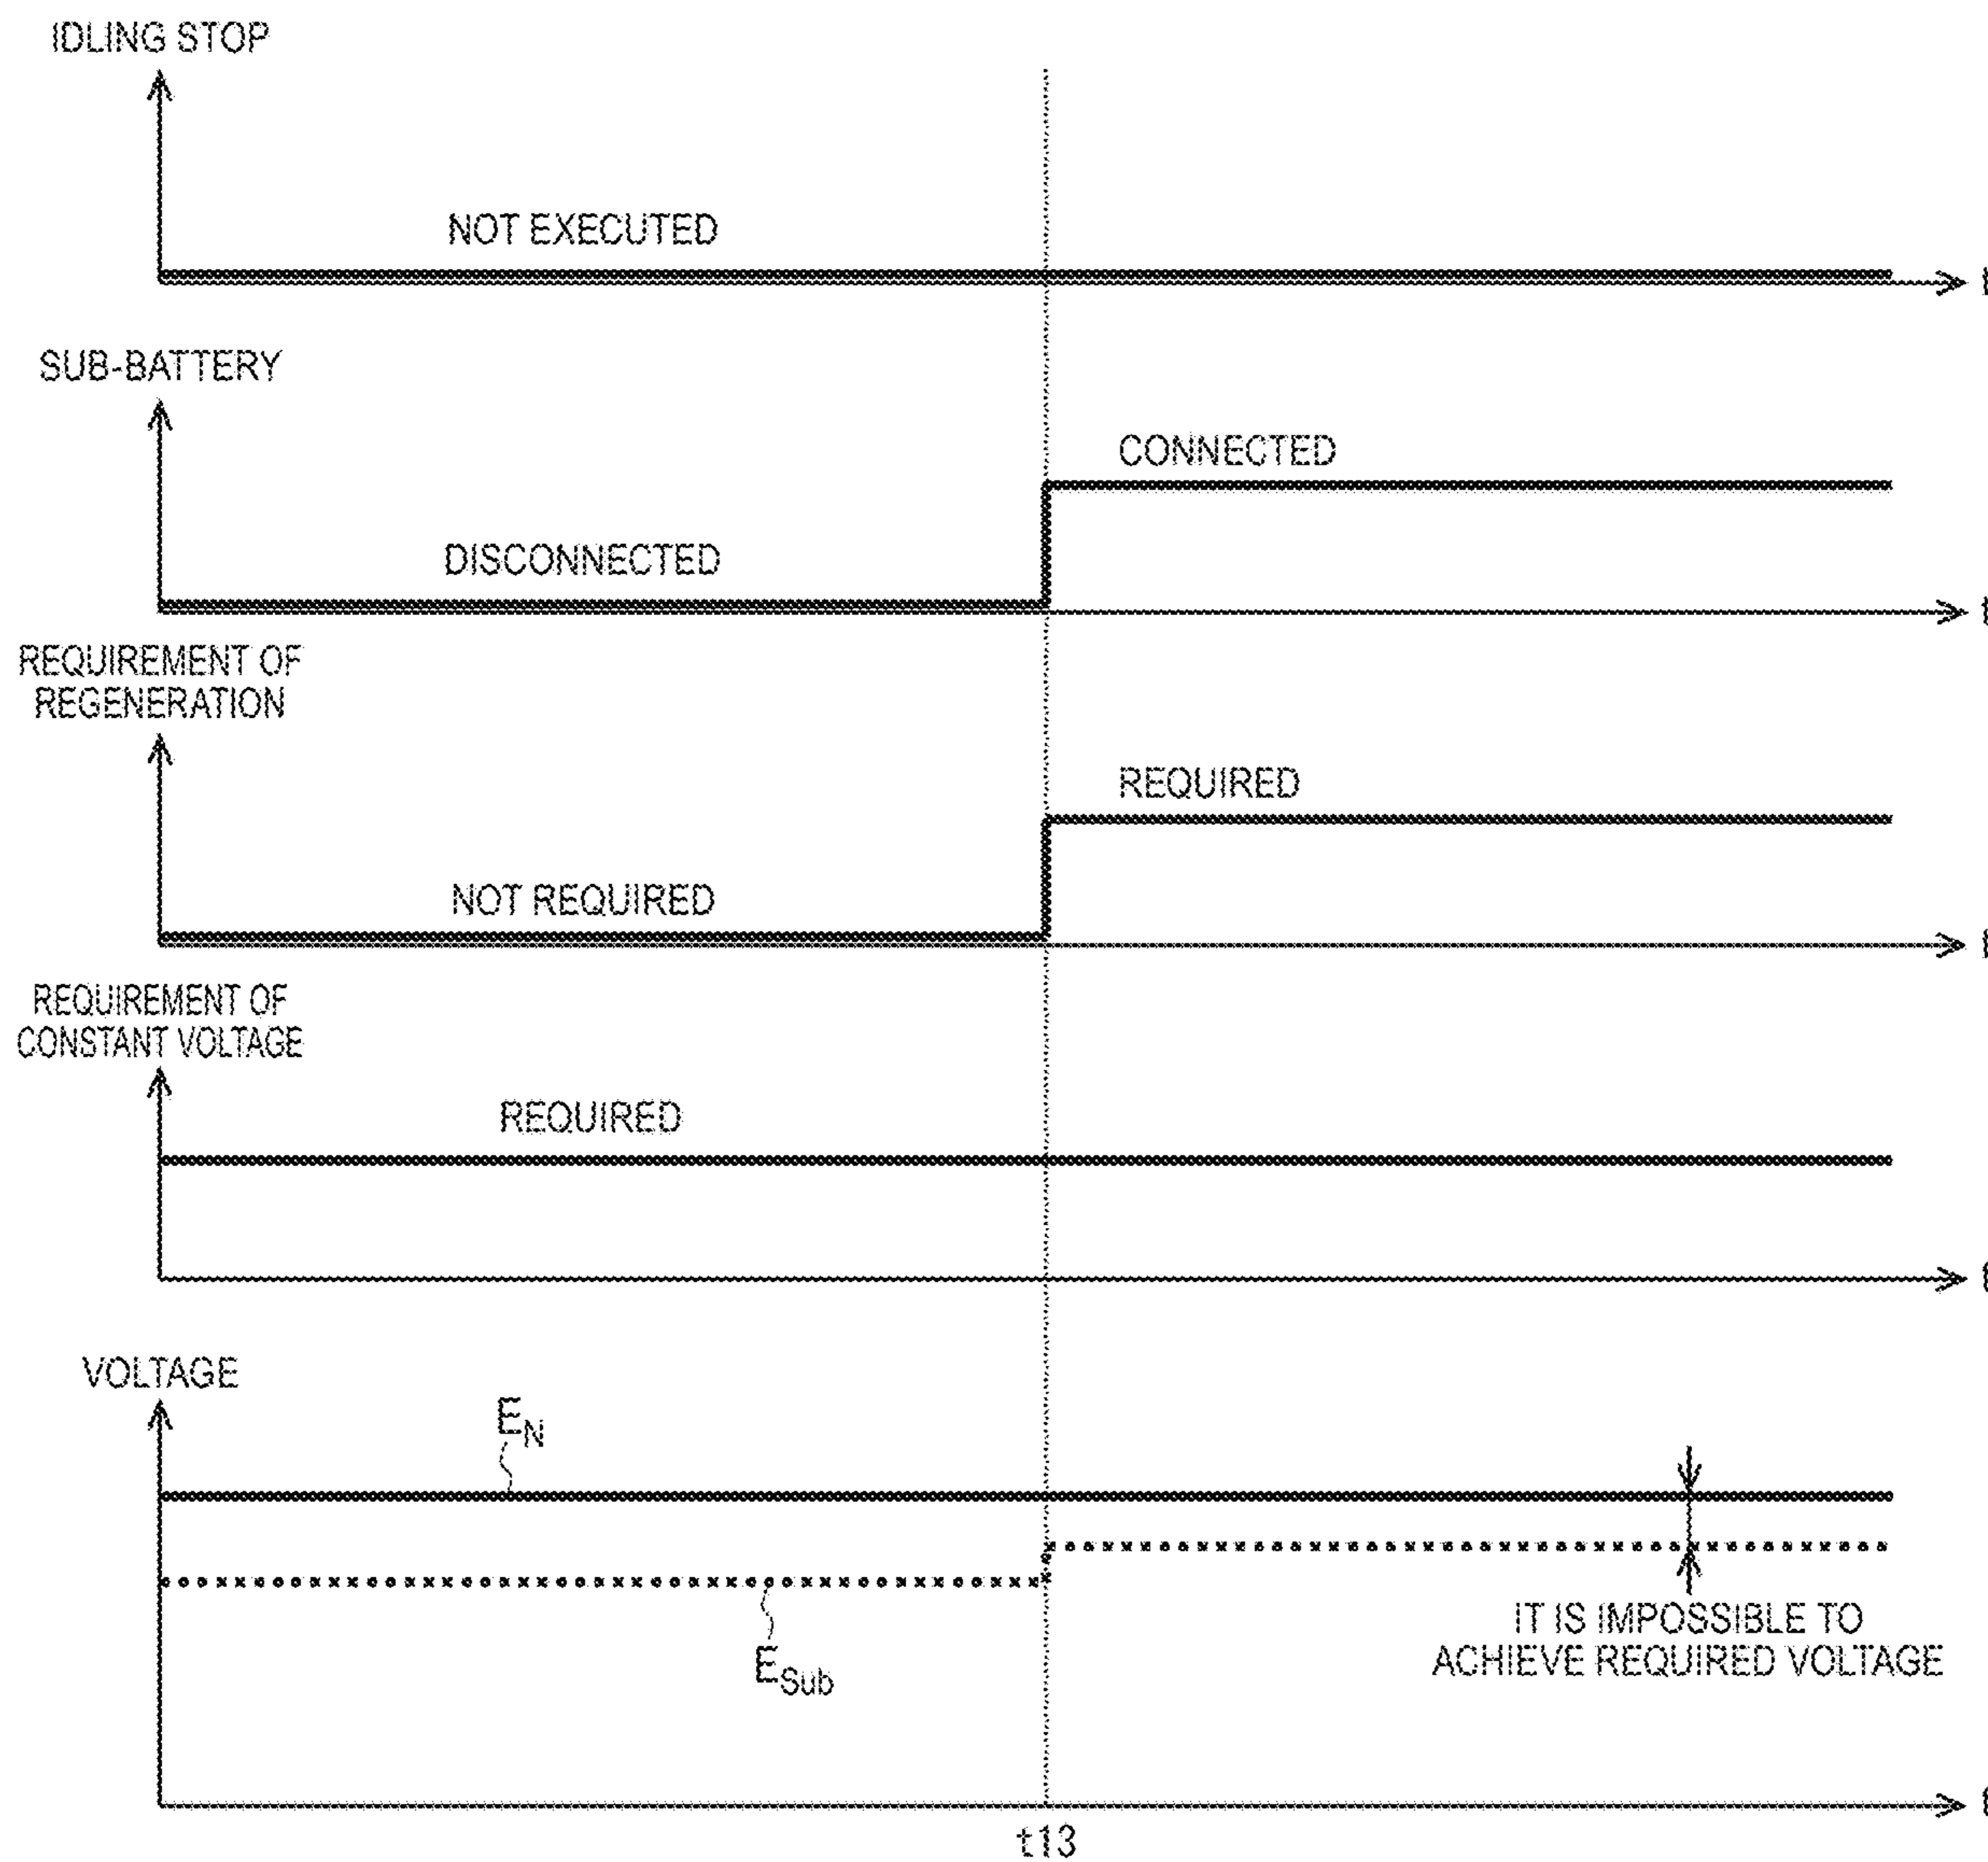 IDLING STOP
NOT EXECUTED
t
SUB-BATTERY
CONNECTED
DISCONNECTED
t
REQUIREMENT OF
REGENERATION
REQUIRED
NOT REQUIRED
t
REQUIREMENT OF
CONSTANT VOLTAGE
REQUIRED
t
VOLTAGE
EN
ESub
IT IS IMPOSSIBLE TO
ACHIEVE REQUIRED VOLTAGE
t
t13